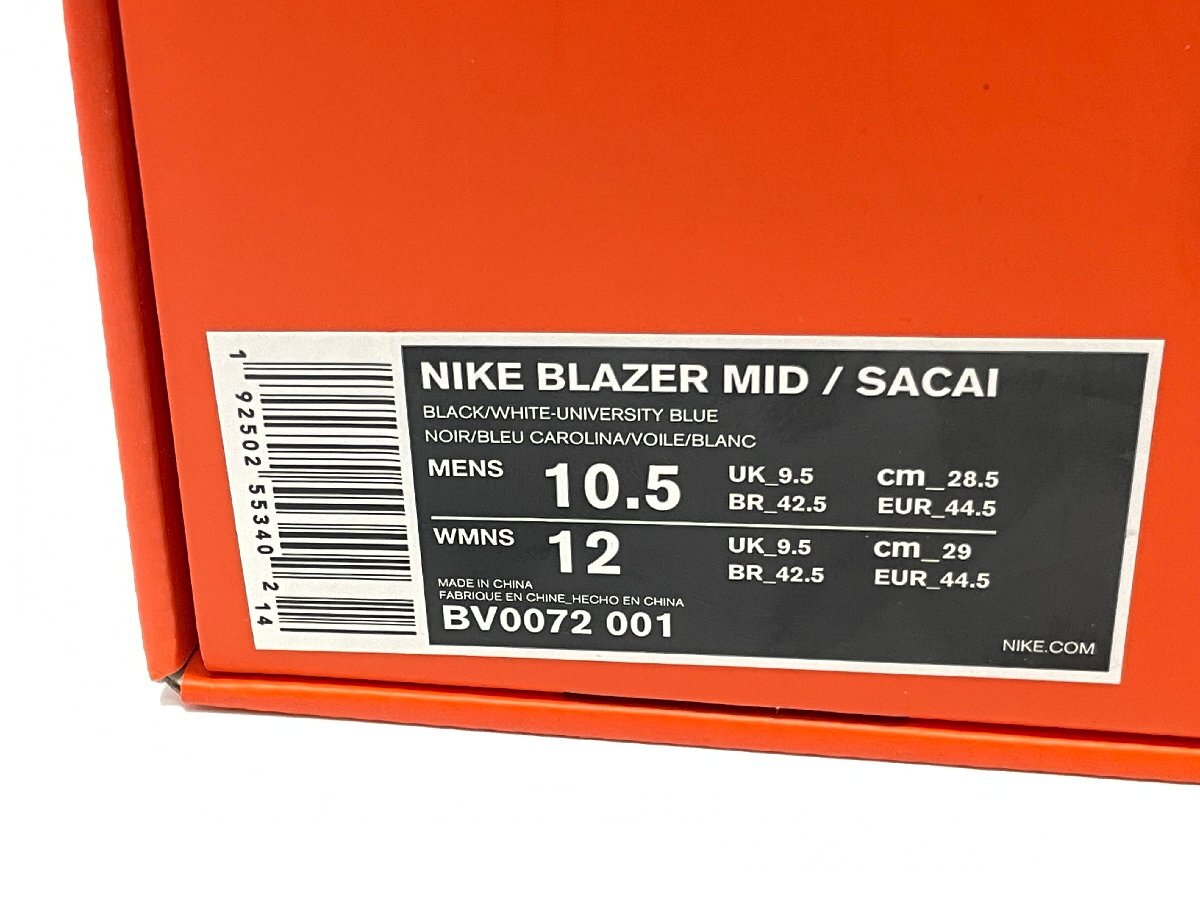 1 92502 55340 2 14
NIKE BLAZER MID / SACAI
BLACK/WHITE-UNIVERSITY BLUE
NOIR/BLEU CAROLINA/VOILE/BLANC
MENS 10.5 UK_9.5 cm_28.5
BR_42.5 EUR_44.5
WMNS 12 UK_9.5 cm_29
BR_42.5 EUR_44.5
MADE IN CHINA
FABRIQUE EN CHINE_HECHO EN CHINA
BV0072 001
NIKE.COM